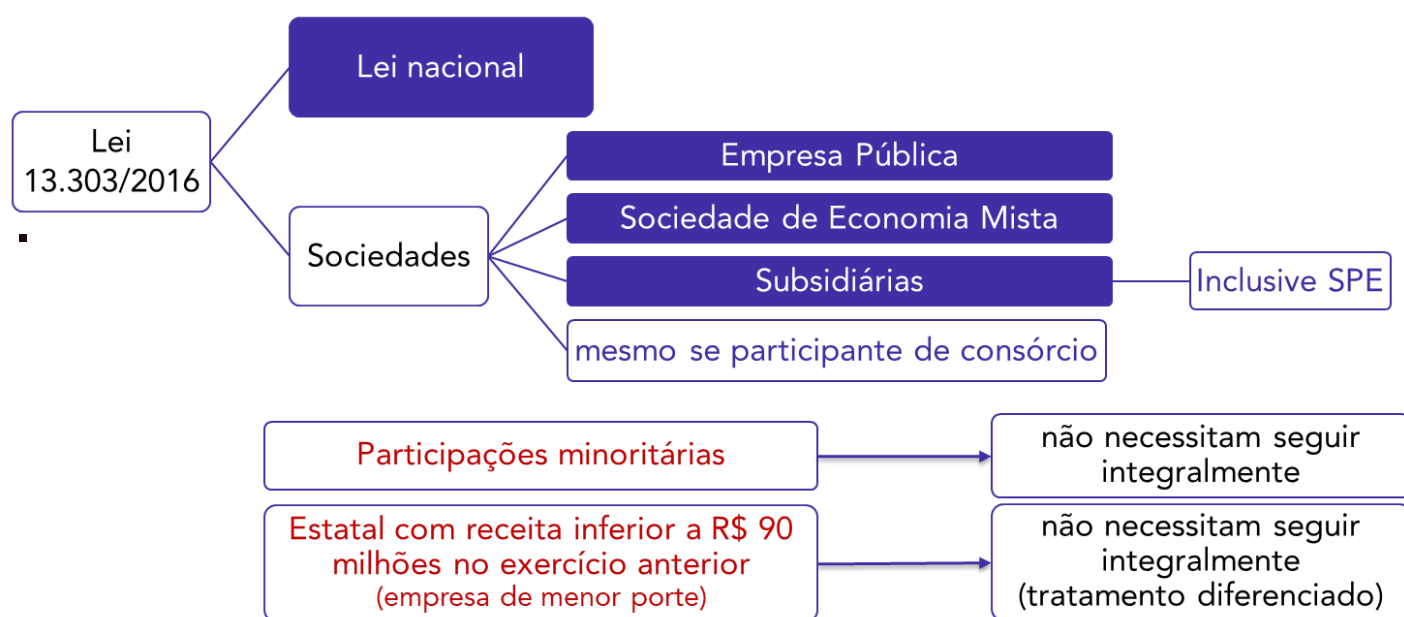 Lei nacional
Lei
13.303/2016
Sociedades
Empresa Pública
Sociedade de Economia Mista
Subsidiárias
Inclusive SPE
mesmo se participante de consórcio
Participações minoritárias
não necessitam seguir
integralmente
Estatal com receita inferior a R$ 90
milhões no exercício anterior
(empresa de menor porte)
não necessitam seguir
integralmente
(tratamento diferenciado)